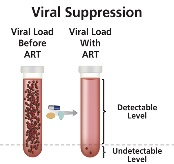 Viral Suppression
Viral Load
Before
ART
Viral Load
With
ART
Detectable
Level
Undetectable
Level